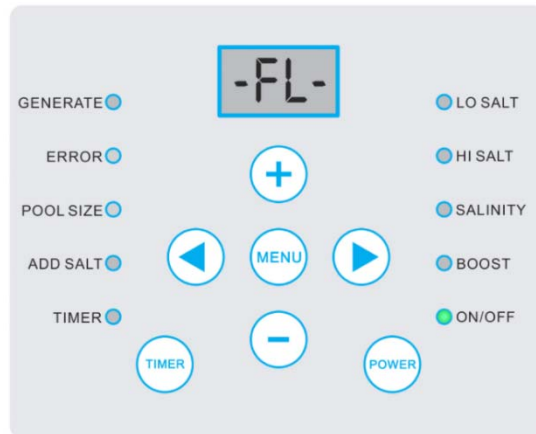 -FL-
GENERATE
LO SALT
ERROR
HI SALT
+
POOL SIZE
SALINITY
ADD SALT
MENU
BOOST
TIMER
ON/OFF
-
TIMER
POWER